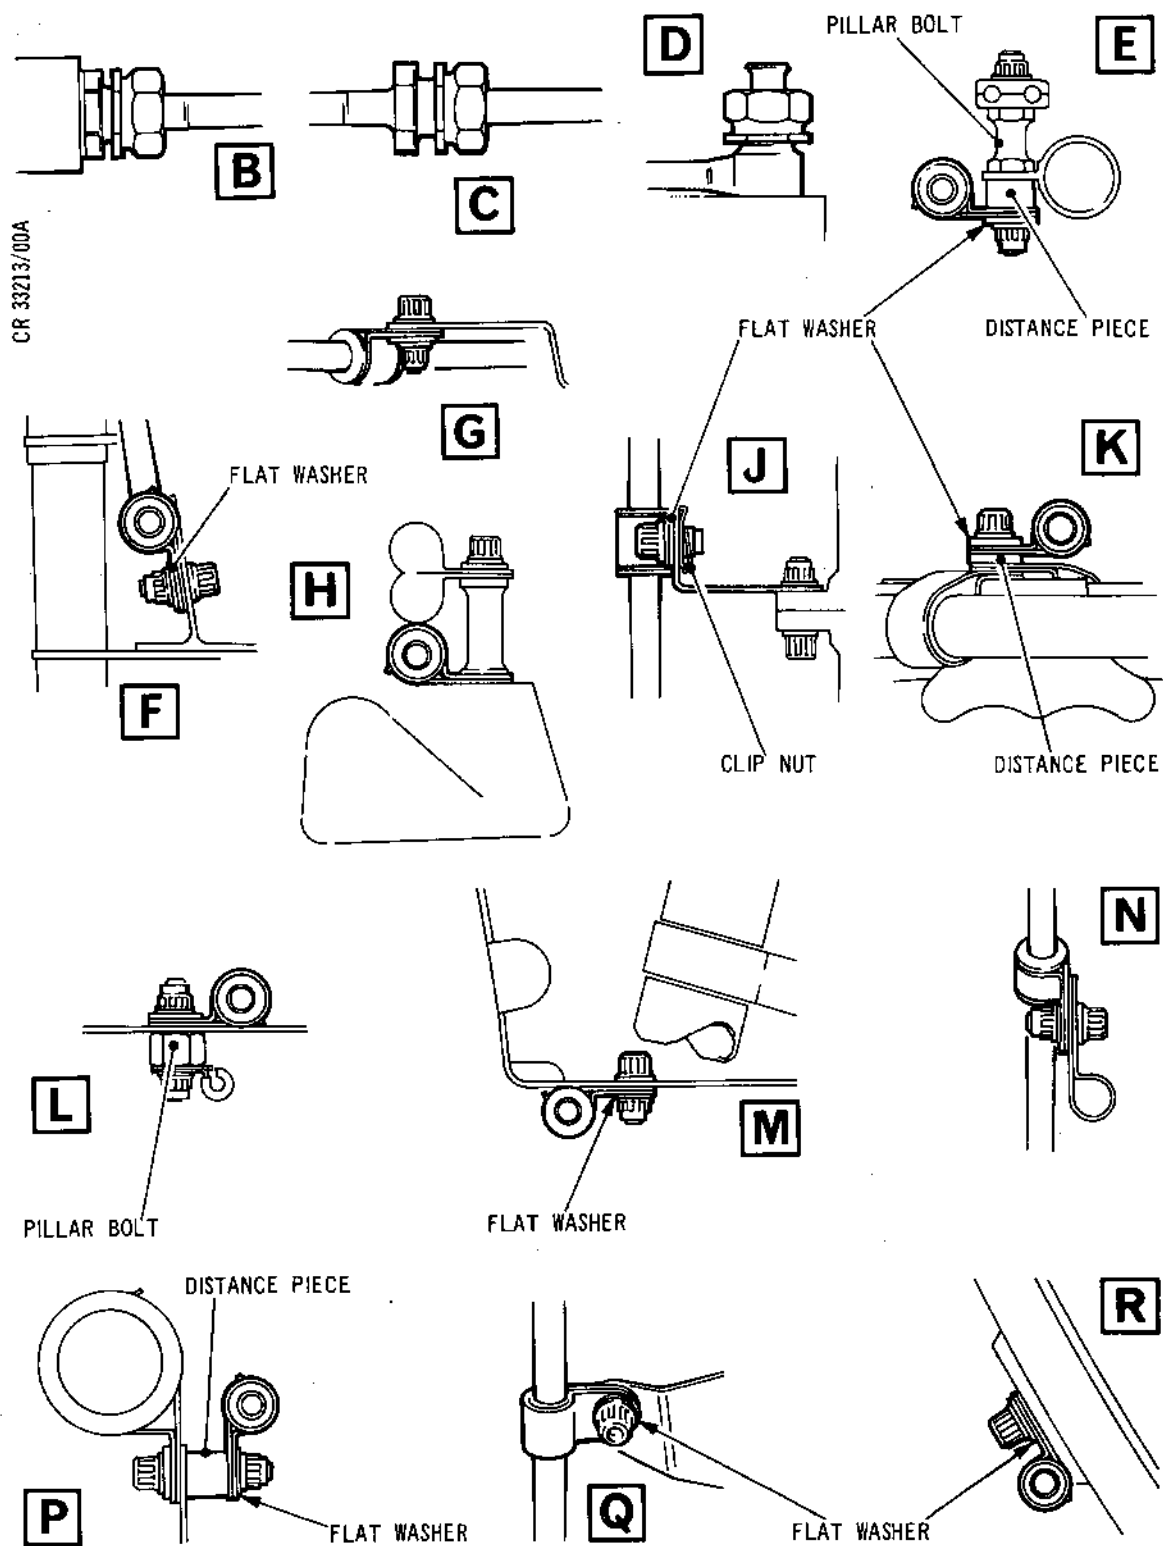 D
PILLAR BOLT
E
B
C
CR 33213/00A
FLAT WASHER
DISTANCE PIECE
G
J
K
FLAT WASHER
H
F
CLIP NUT
DISTANCE PIECE
N
L
M
PILLAR BOLT
FLAT WASHER
DISTANCE PIECE
R
P
Q
FLAT WASHER
FLAT WASHER